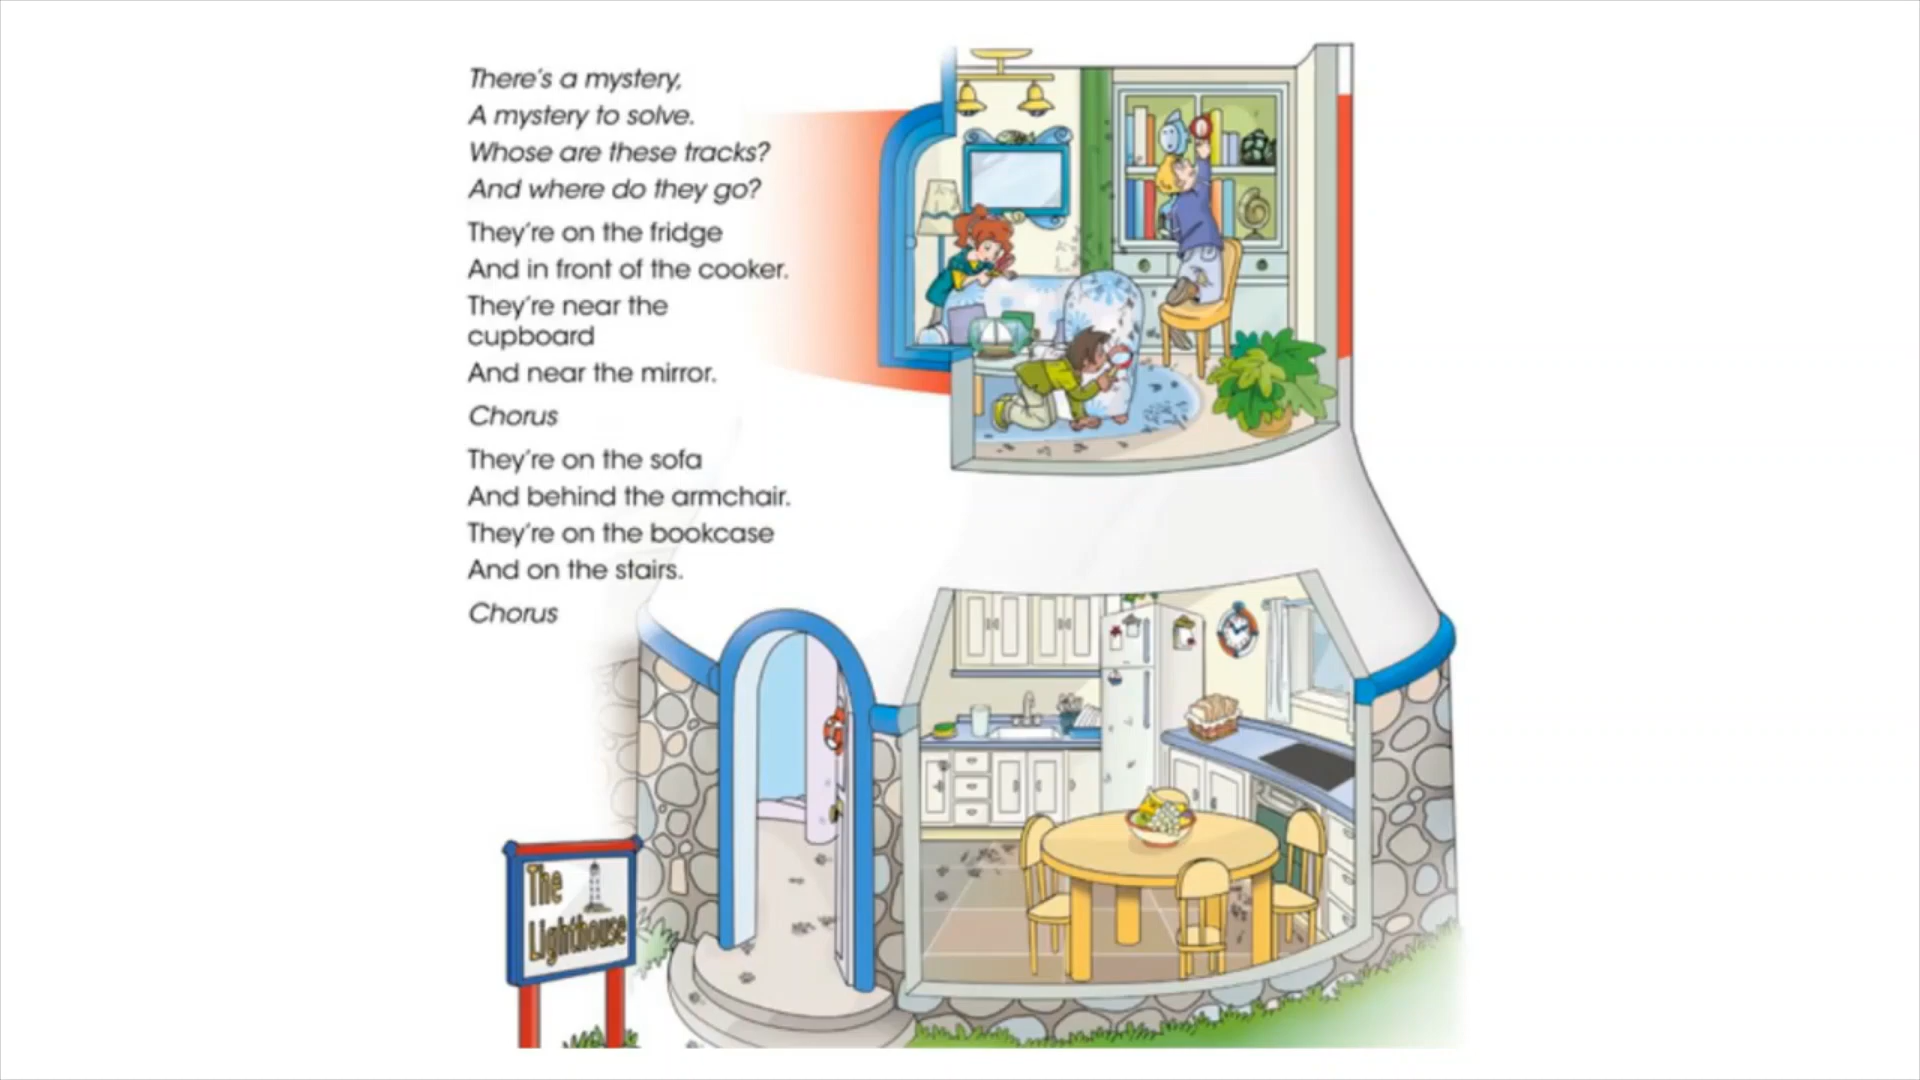 There's a mystery,
A mystery to solve.
Whose are these tracks?
And where do they go?
They're on the fridge
And in front of the cooker.
They're near the
cupboard
And near the mirror.
Chorus
They're on the sofa
And behind the armchair.
They're on the bookcase
And on the stairs.
Chorus
The
Lighthouse